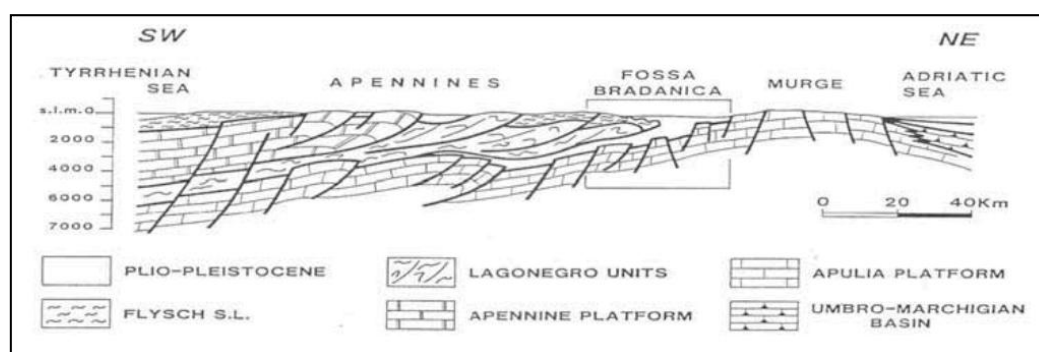 SW
NE
TYRRHENIAN
SEA
APENNINES
FOSSA
BRADANICA
MURGE
ADRIATIC
SEA
s.l.m.0
2000
4000
6000
7000
0 20 40Km
PLIO-PLEISTOCENE
LAGONEGRO UNITS
APULIA PLATFORM
FLYSCH S.L.
APENNINE PLATFORM
UMBRO-MARCHIGIAN
BASIN